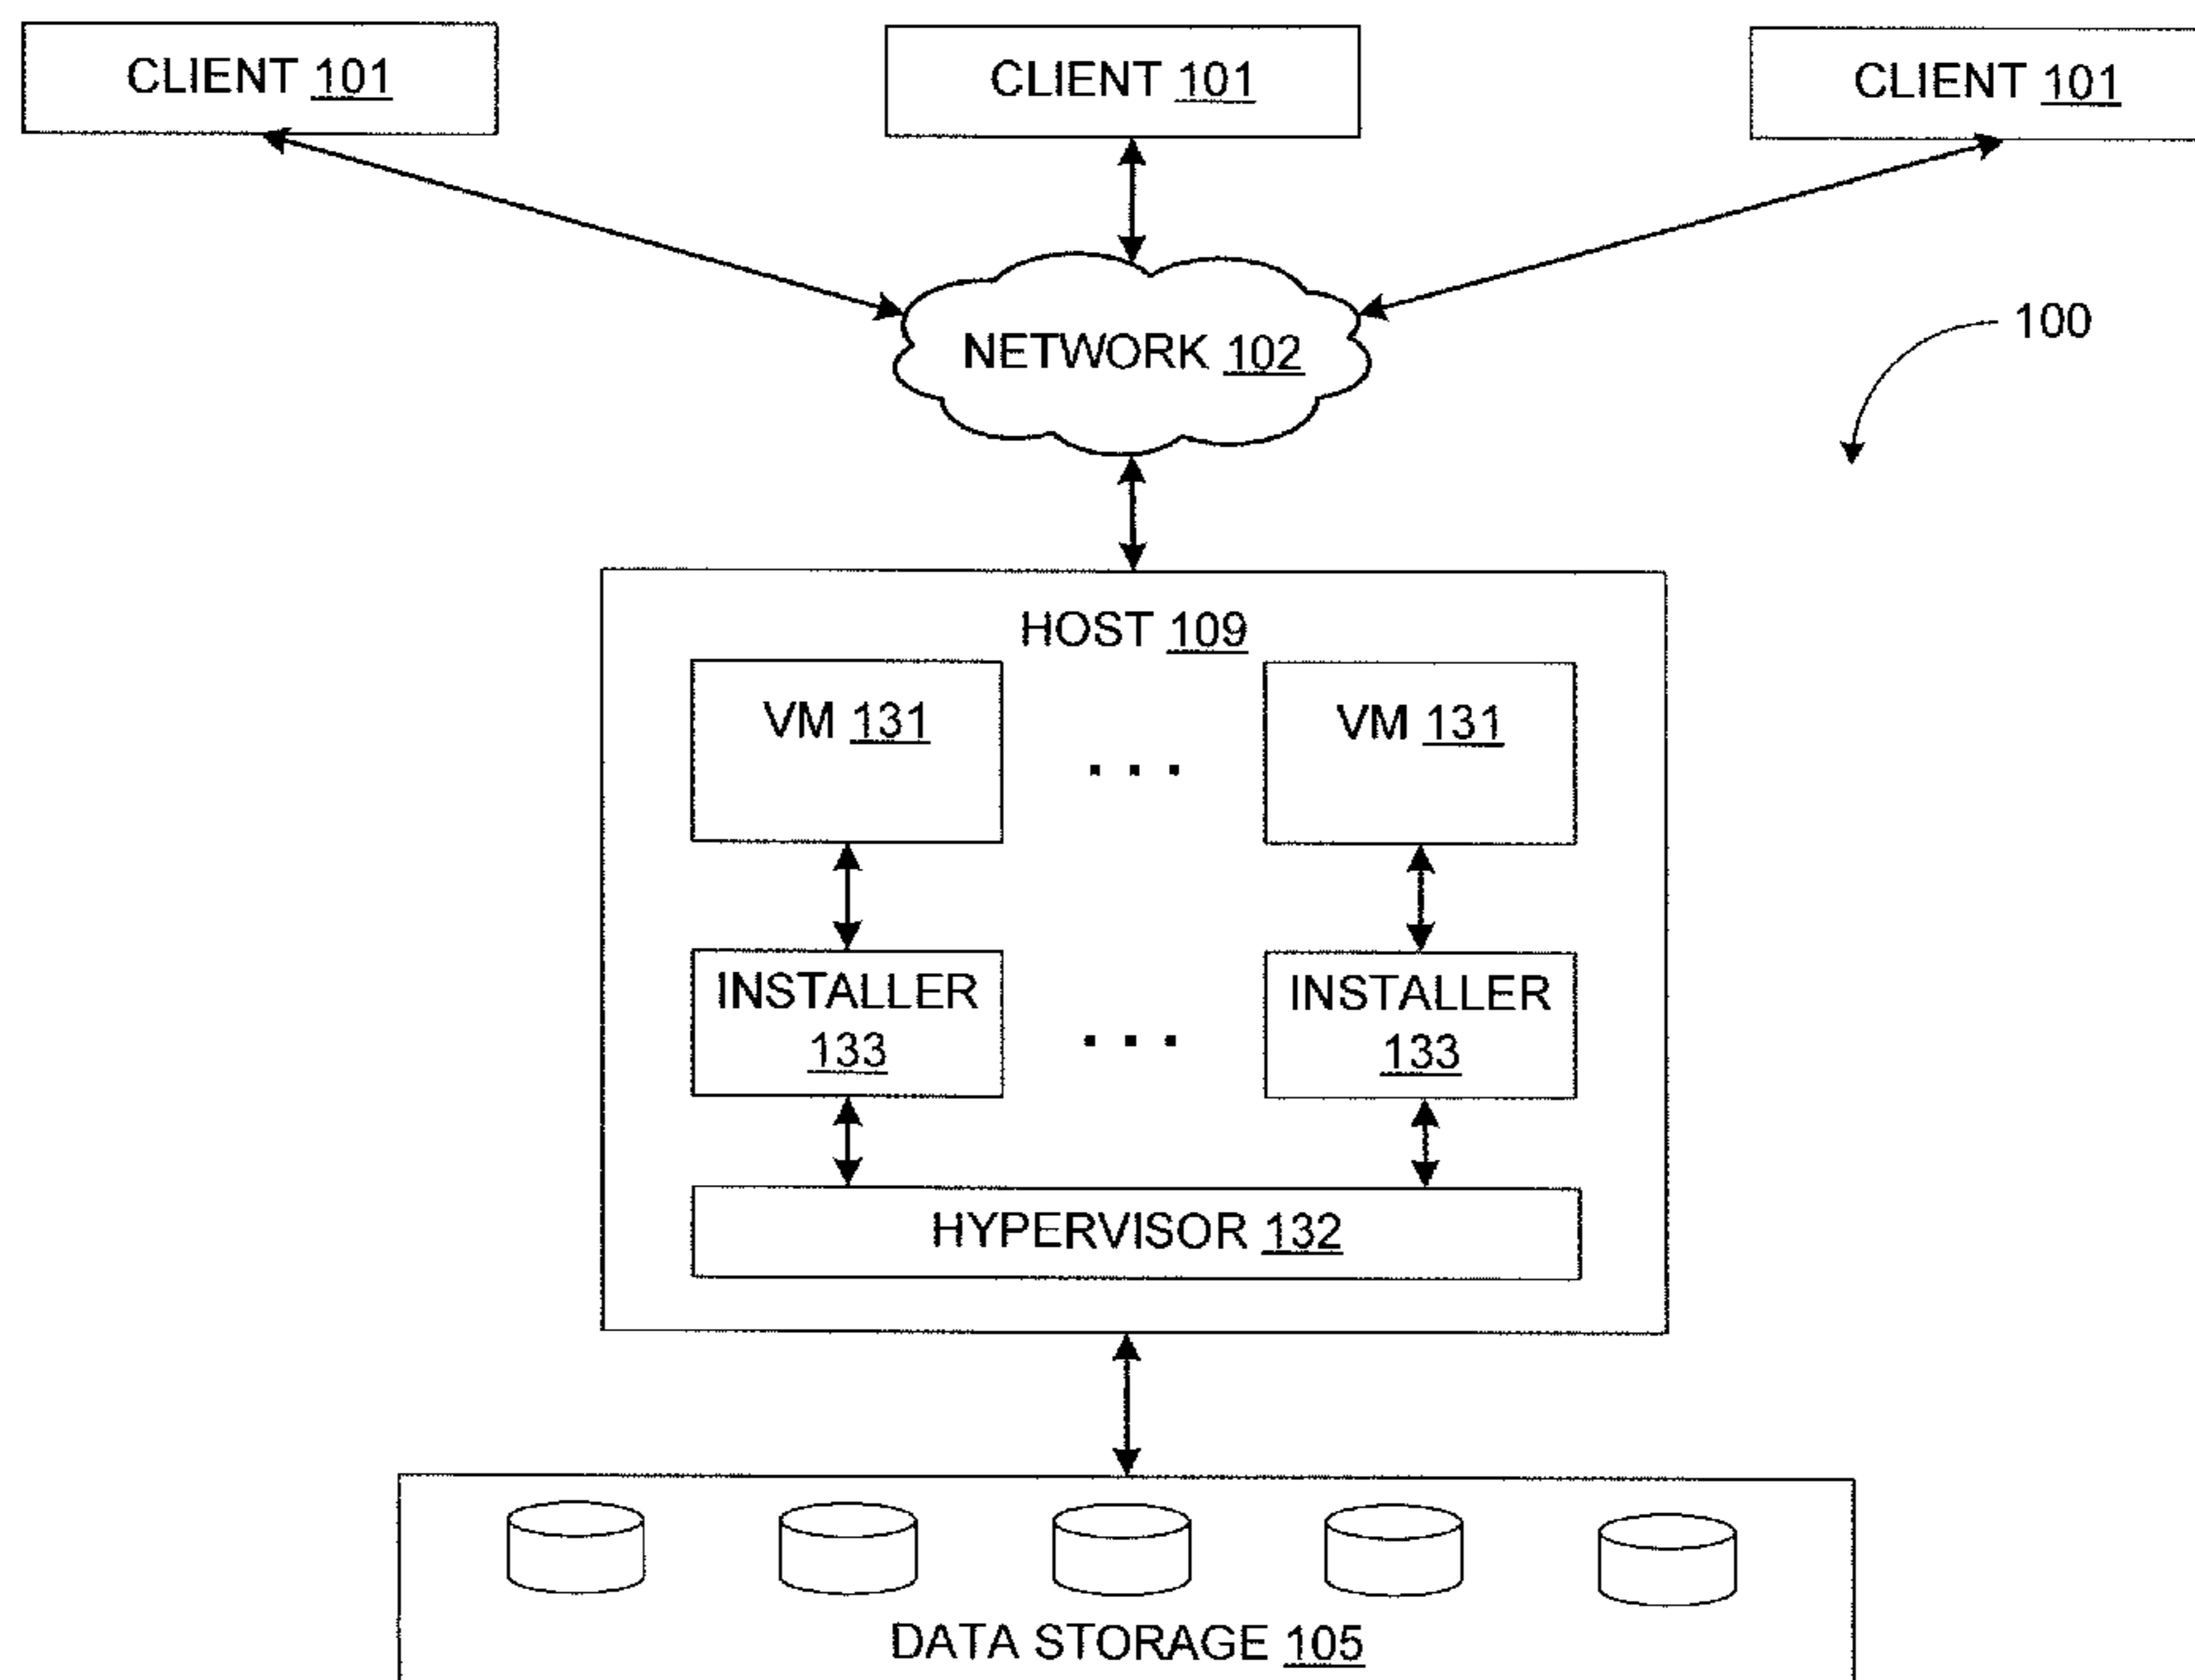 CLIENT 101
CLIENT 101
CLIENT 101
NETWORK 102
100
HOST 109
VM 131
. . .
VM 131
INSTALLER
133
. . .
INSTALLER
133
HYPERVISOR 132
DATA STORAGE 105